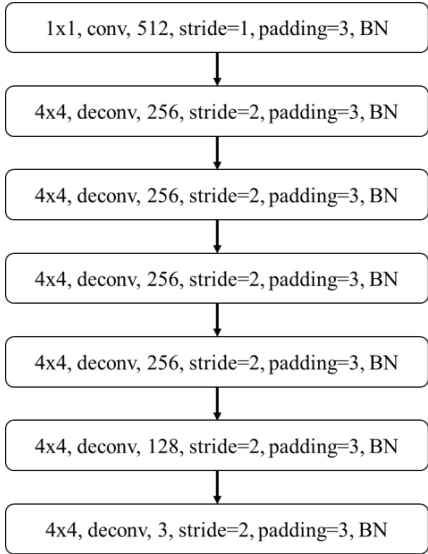 1x1, conv, 512, stride=1, padding=3, BN
4x4, deconv, 256, stride=2, padding=3, BN
4x4, deconv, 256, stride=2, padding=3, BN
4x4, deconv, 256, stride=2, padding=3, BN
4x4, deconv, 256, stride=2, padding=3, BN
4x4, deconv, 128, stride=2, padding=3, BN
4x4, deconv, 3, stride=2, padding=3, BN